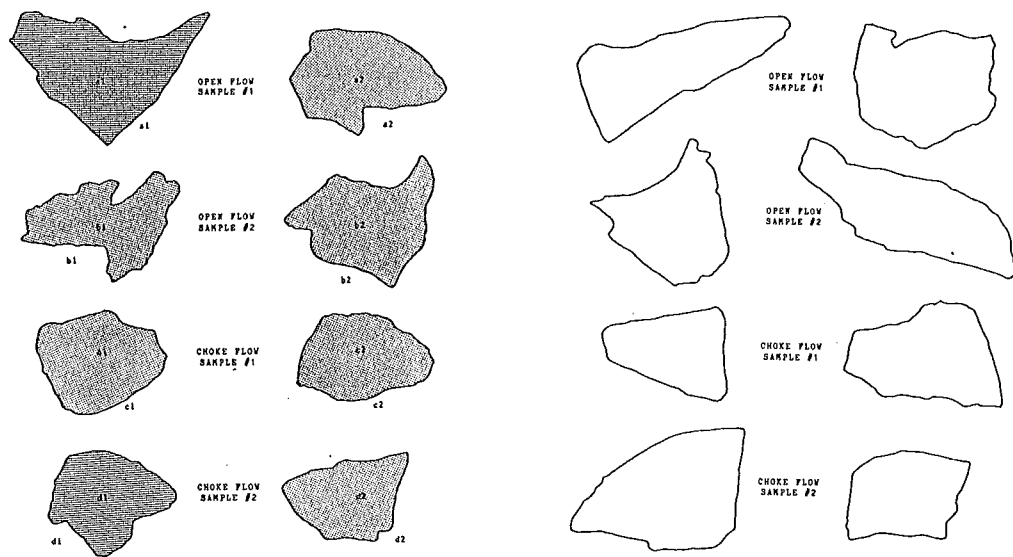 OPEN FLOW
SAMPLE #1
a1
a2
a1
a2
OPEN FLOW
SAMPLE #1
b1
b2
OPEN FLOW
SAMPLE #2
b1
b2
OPEN FLOW
SAMPLE #2
d1
c2
CHOKE FLOW
SAMPLE #1
c1
c2
CHOKE FLOW
SAMPLE #1
d1
d2
CHOKE FLOW
SAMPLE #2
d1
d2
CHOKE FLOW
SAMPLE #2